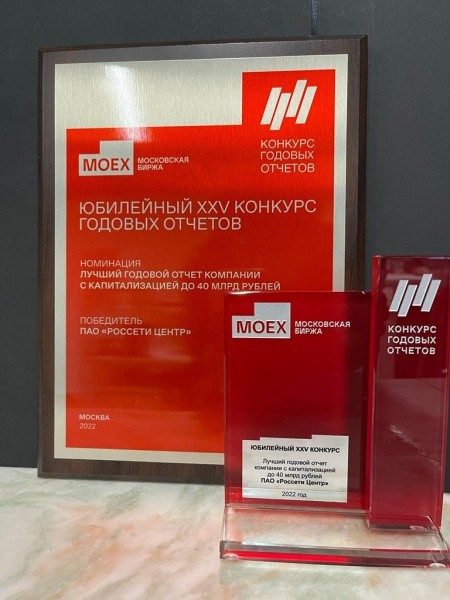 КОНКУРС
ГОДОВЫХ
ОТЧЕТОВ
MOEX
МОСКОВСКАЯ
БИРЖА
ЮБИЛЕЙНЫЙ XXV КОНКУРС
ГОДОВЫХ ОТЧЕТОВ
НОМИНАЦИЯ
ЛУЧШИЙ ГОДОВОЙ ОТЧЕТ КОМПАНИИ
С КАПИТАЛИЗАЦИЕЙ ДО 40 МЛРД РУБЛЕЙ
ПОБЕДИТЕЛЬ
ПАО «РОССЕТИ ЦЕНТР»
МОСКВА
2022
MOEX
МОСКОВСКАЯ
БИРЖА
КОНКУРС
ГОДОВЫХ
ОТЧЕТОВ
ЮБИЛЕЙНЫЙ XXV КОНКУРС
Лучший годовой отчет
компании с капитализацией
до 40 млрд рублей
ПАО «Россети Центр»
2022 год